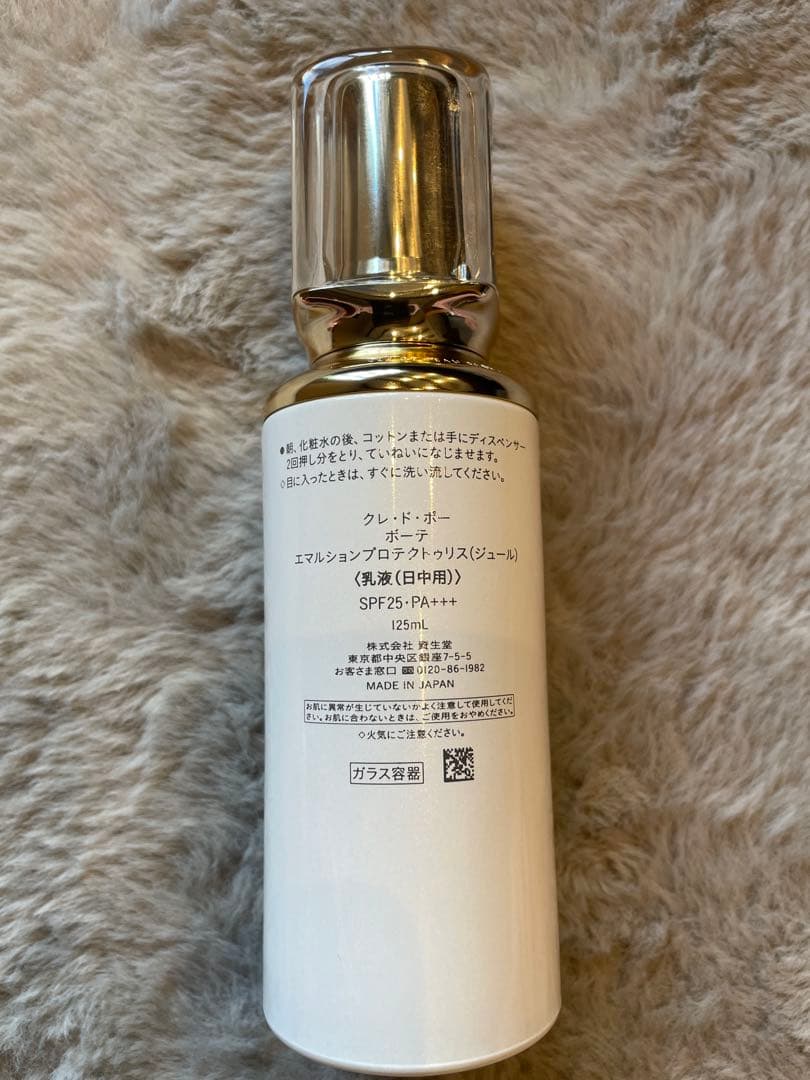 ●朝、化粧水の後、コットンまたは手にディスペンサー
2回押し分をとり、ていねいになじませます。
◇目に入ったときは、すぐに洗い流してください。
クレ・ド・ポー
ボーテ
エマルションプロテクトゥリス(ジュール)
〈乳液(日中用)〉
SPF25・PA+++
125mL
株式会社 資生堂
東京都中央区銀座7-5-5
お客さま窓口 0120-86-1982
MADE IN JAPAN
お肌に異常が生じていないかよく注意して使用してくだ
さい。お肌に合わないときは、ご使用をおやめください。
◇火気にご注意ください。
ガラス容器